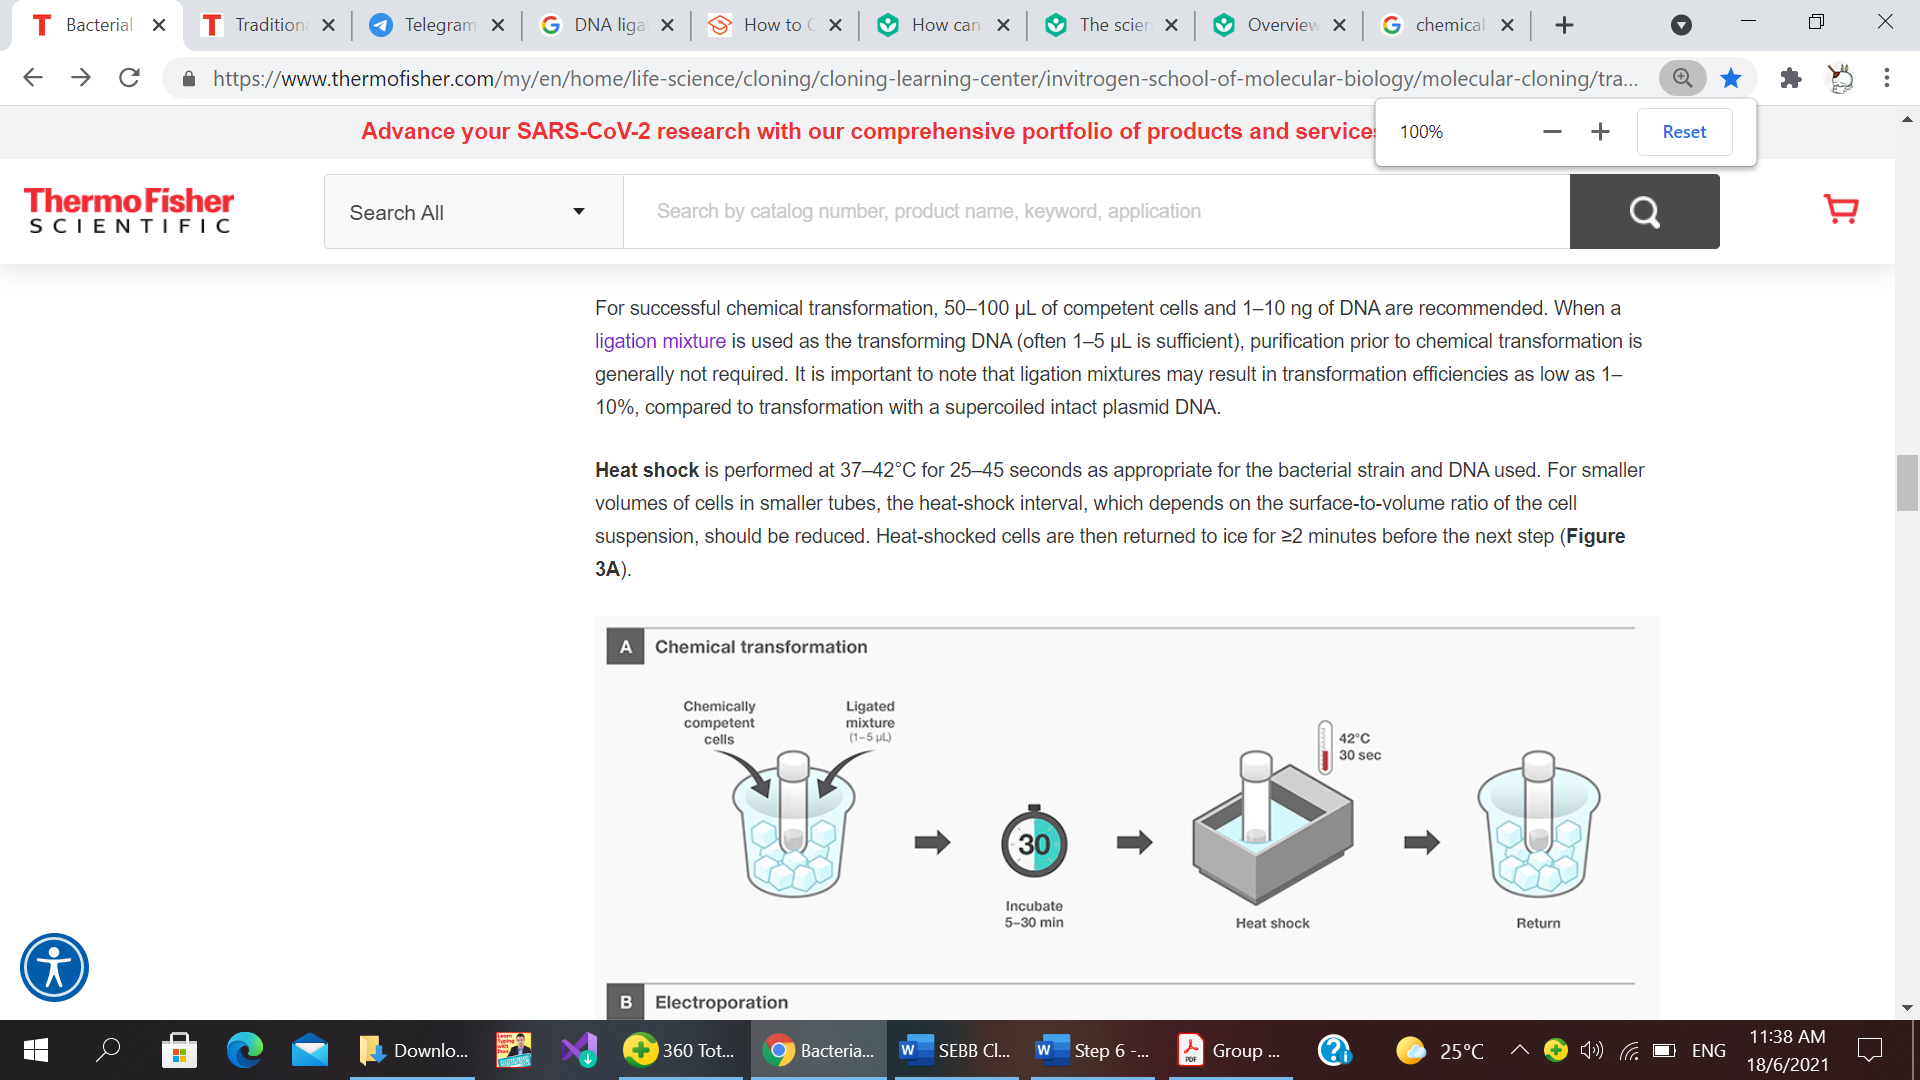 Bacterial
Tradition
Telegram
DNA liga
How to C
How can
The scien
Overview
chemical
https://www.thermofisher.com/my/en/home/life-science/cloning/cloning-learning-center/invitrogen-school-of-molecular-biology/molecular-cloning/tra...
Advance your SARS-CoV-2 research with our comprehensive portfolio of products and services
100%
Reset
ThermoFisher
SCIENTIFIC
Search All
Search by catalog number, product name, keyword, application
For successful chemical transformation, 50–100 µL of competent cells and 1–10 ng of DNA are recommended. When a
ligation mixture is used as the transforming DNA (often 1–5 µL is sufficient), purification prior to chemical transformation is
generally not required. It is important to note that ligation mixtures may result in transformation efficiencies as low as 1–
10%, compared to transformation with a supercoiled intact plasmid DNA.
Heat shock is performed at 37–42°C for 25–45 seconds as appropriate for the bacterial strain and DNA used. For smaller
volumes of cells in smaller tubes, the heat-shock interval, which depends on the surface-to-volume ratio of the cell
suspension, should be reduced. Heat-shocked cells are then returned to ice for ≥2 minutes before the next step (Figure
3A).
A Chemical transformation
Chemically
competent
cells
Ligated
mixture
(1–5 µL)
30
Incubate
5–30 min
42°C
30 sec
Heat shock
Return
B Electroporation
Downlo...
360 Tot...
Bacteria...
SEBB Cl...
Step 6 -...
Group ...
25°C
ENG
11:38 AM
18/6/2021